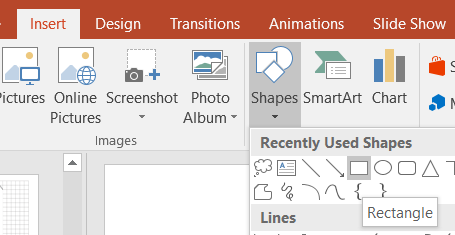 Insert Design Transitions Animations Slide Show
Pictures Online Pictures Screenshot Photo Album Shapes SmartArt Chart S
Images M
Recently Used Shapes
Rectangle
Lines